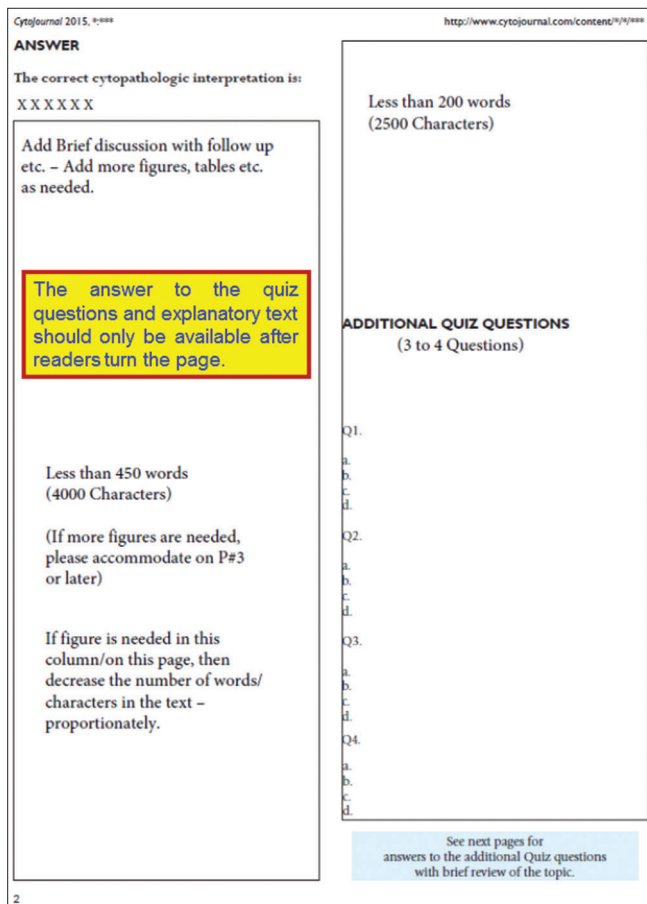 CytoJournal 2015, *:***
http://www.cytojournal.com/content/*/*/***
ANSWER
The correct cytopathologic interpretation is:
X X X X X X
Add Brief discussion with follow up
etc. – Add more figures, tables etc.
as needed.
The answer to the quiz
questions and explanatory text
should only be available after
readers turn the page.
Less than 450 words
(4000 Characters)
(If more figures are needed,
please accommodate on P#3
or later)
If figure is needed in this
column/on this page, then
decrease the number of words/
characters in the text –
proportionately.
Less than 200 words
(2500 Characters)
ADDITIONAL QUIZ QUESTIONS
(3 to 4 Questions)
Q1.
a.
b.
c.
d.
Q2.
a.
b.
c.
d.
Q3.
a.
b.
c.
d.
Q4.
a.
b.
c.
d.
See next pages for
answers to the additional Quiz questions
with brief review of the topic.
2